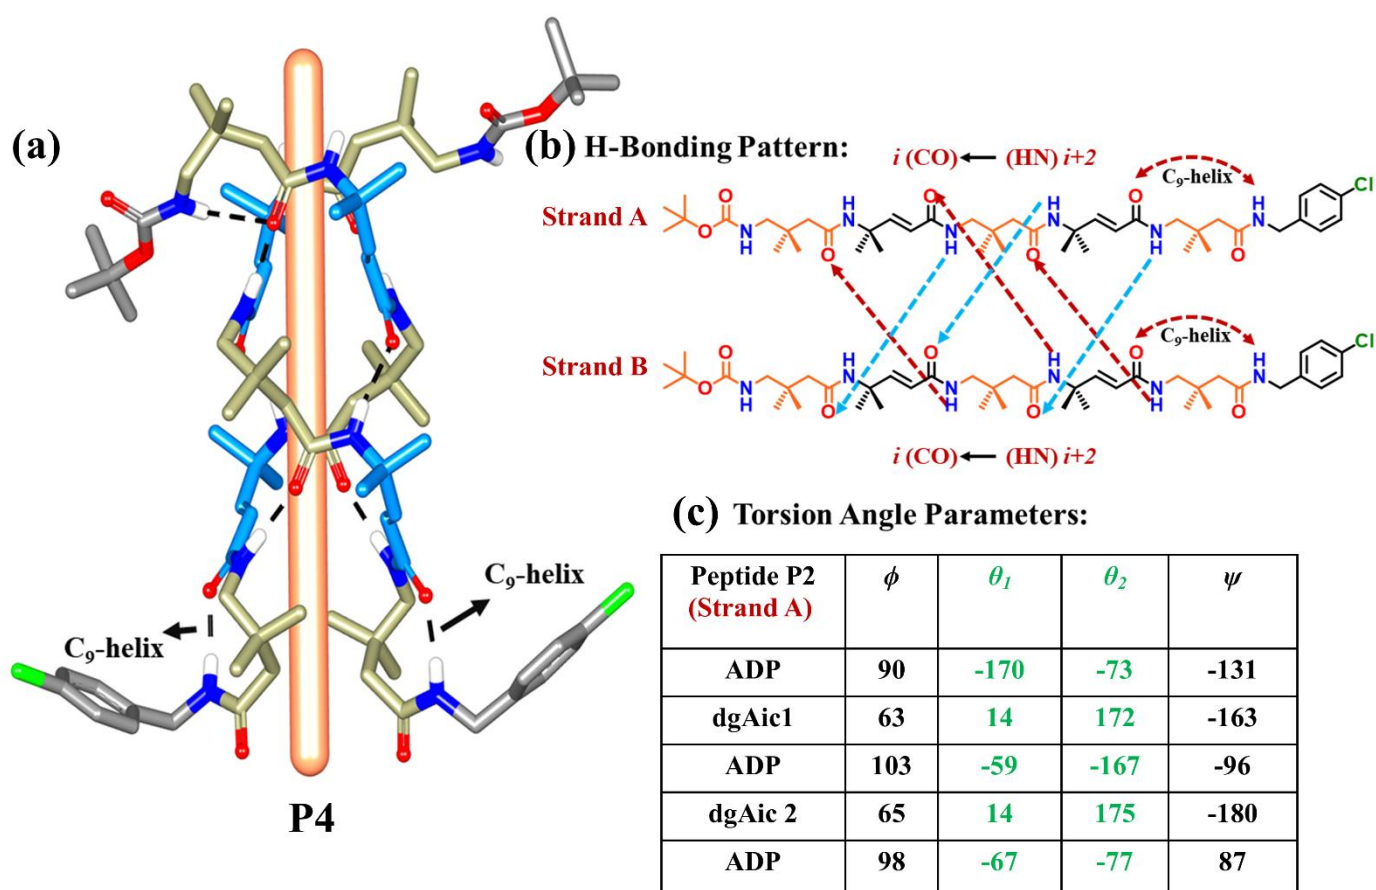 (a)
C₉-helix
C₉-helix
P4
(b) H-Bonding Pattern:
i (CO) ← (HN) i+2
Strand A
O
O
N
H
O
H
N
O
N
H
O
H
N
O
N
H
O
H
N
C₉-helix
Cl
Strand B
O
O
N
H
O
H
N
O
N
H
O
H
N
O
N
H
O
H
N
C₉-helix
Cl
i (CO) ← (HN) i+2
(c) Torsion Angle Parameters:
Peptide P2 ϕ θ₁ θ₂ ψ
(Strand A)
ADP 90 -170 -73 -131
dgAic1 63 14 172 -163
ADP 103 -59 -167 -96
dgAic 2 65 14 175 -180
ADP 98 -67 -77 87